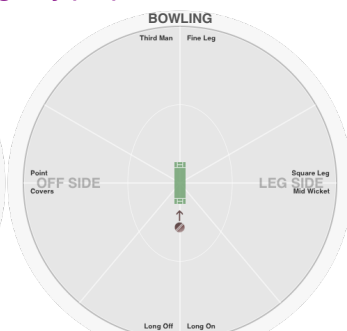 BOWLING
Third Man
Fine Leg
Point
Square Leg
OFF SIDE
LEG SIDE
Covers
Mid Wicket
Long Off
Long On